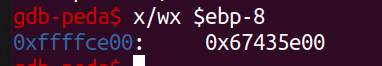 gdb-peda$ x/wx $ebp-8
0xffffce00:     0x67435e00